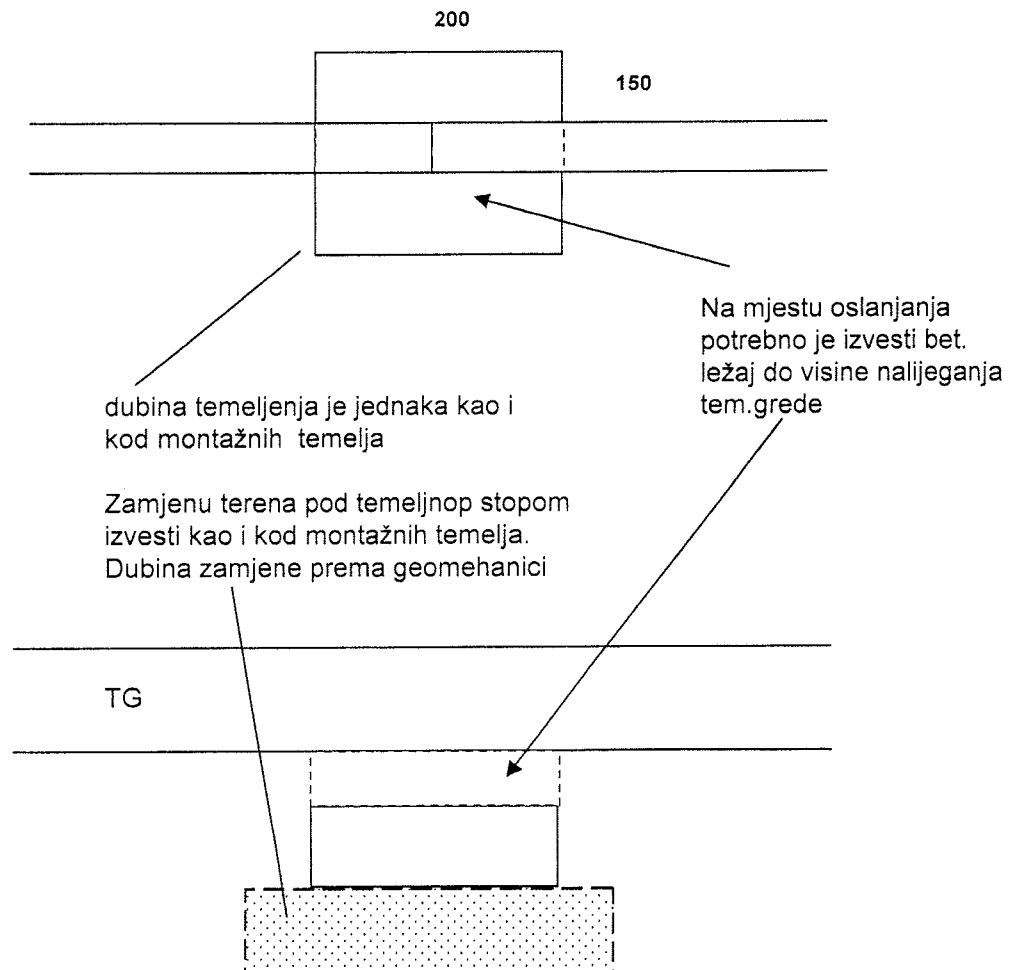 200
150
Na mjestu oslanjanja
potrebno je izvesti bet.
ležaj do visine nalijeganja
tem.grede
dubina temeljenja je jednaka kao i
kod montažnih temelja
Zamjenu terena pod temeljnop stopom
izvesti kao i kod montažnih temelja.
Dubina zamjene prema geomehanici
TG